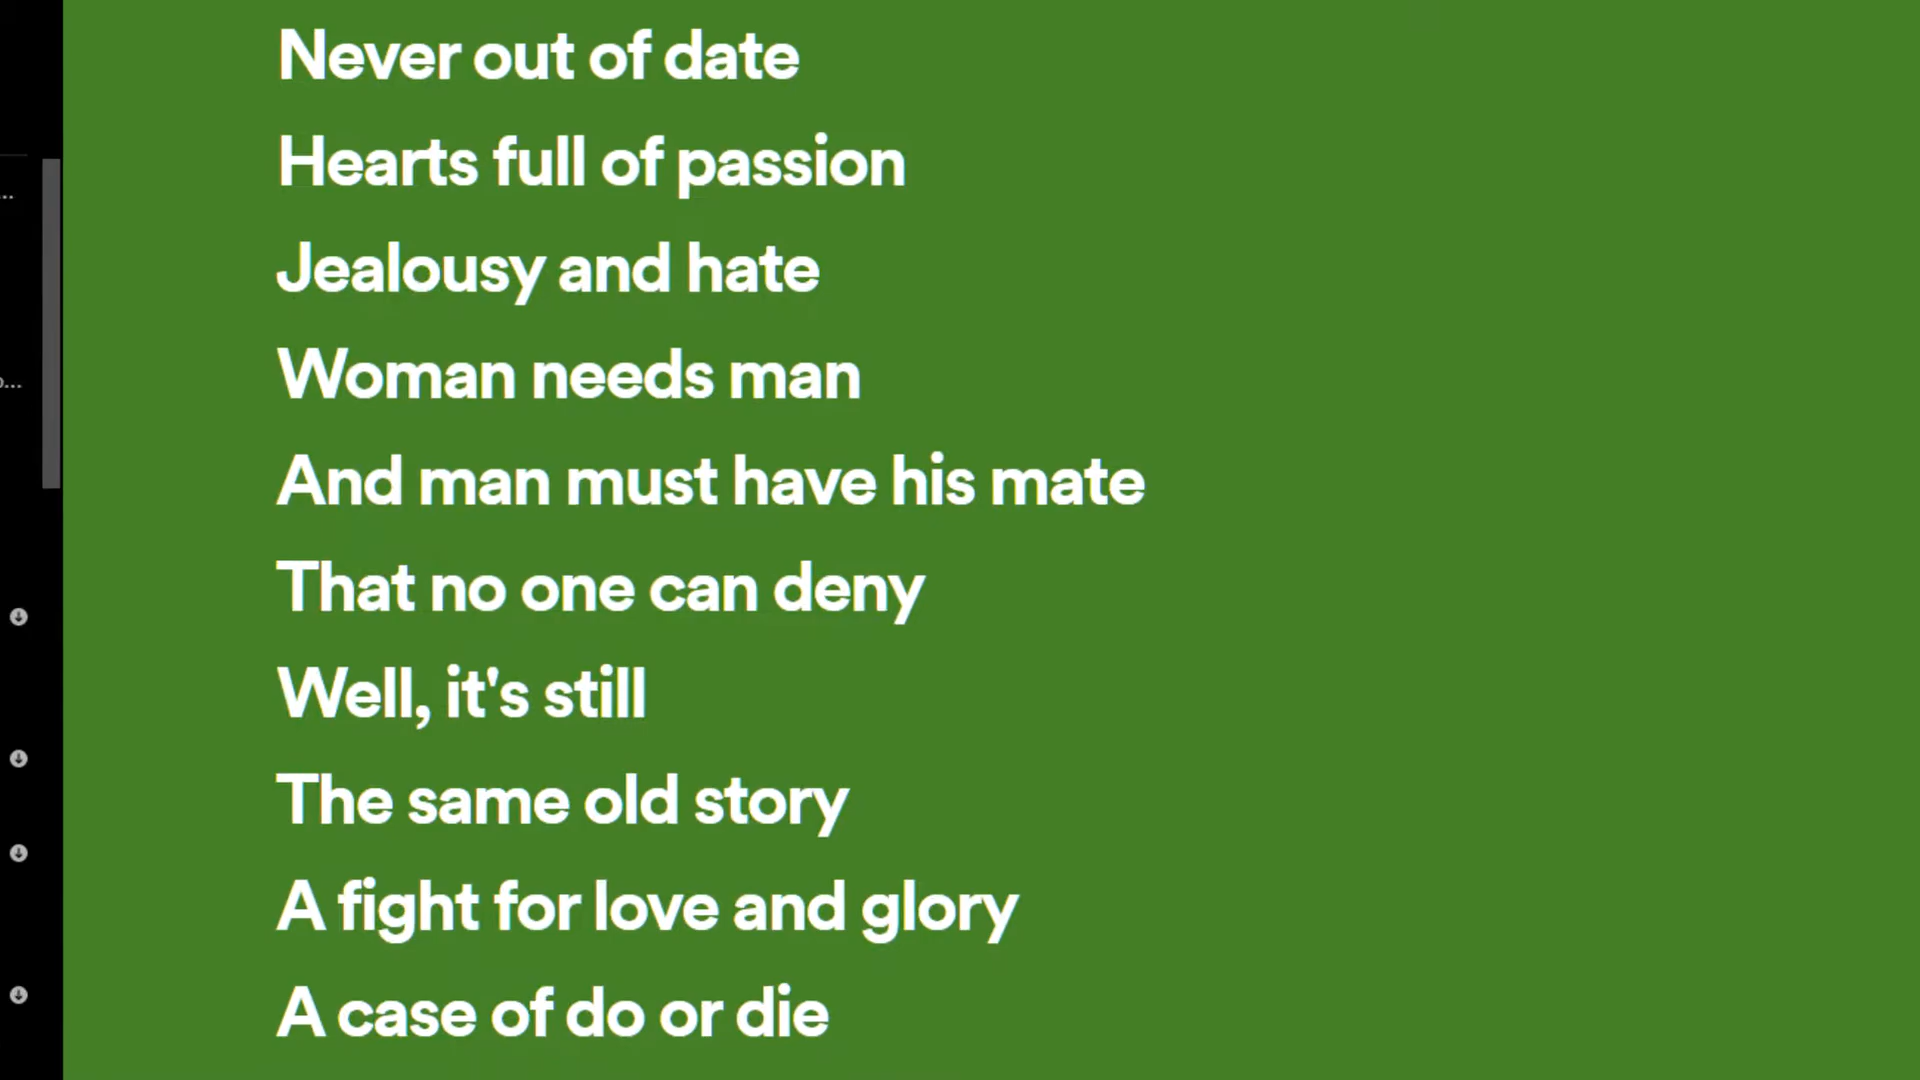 Never out of date
Hearts full of passion
Jealousy and hate
Woman needs man
And man must have his mate
That no one can deny
Well, it's still
The same old story
A fight for love and glory
A case of do or die